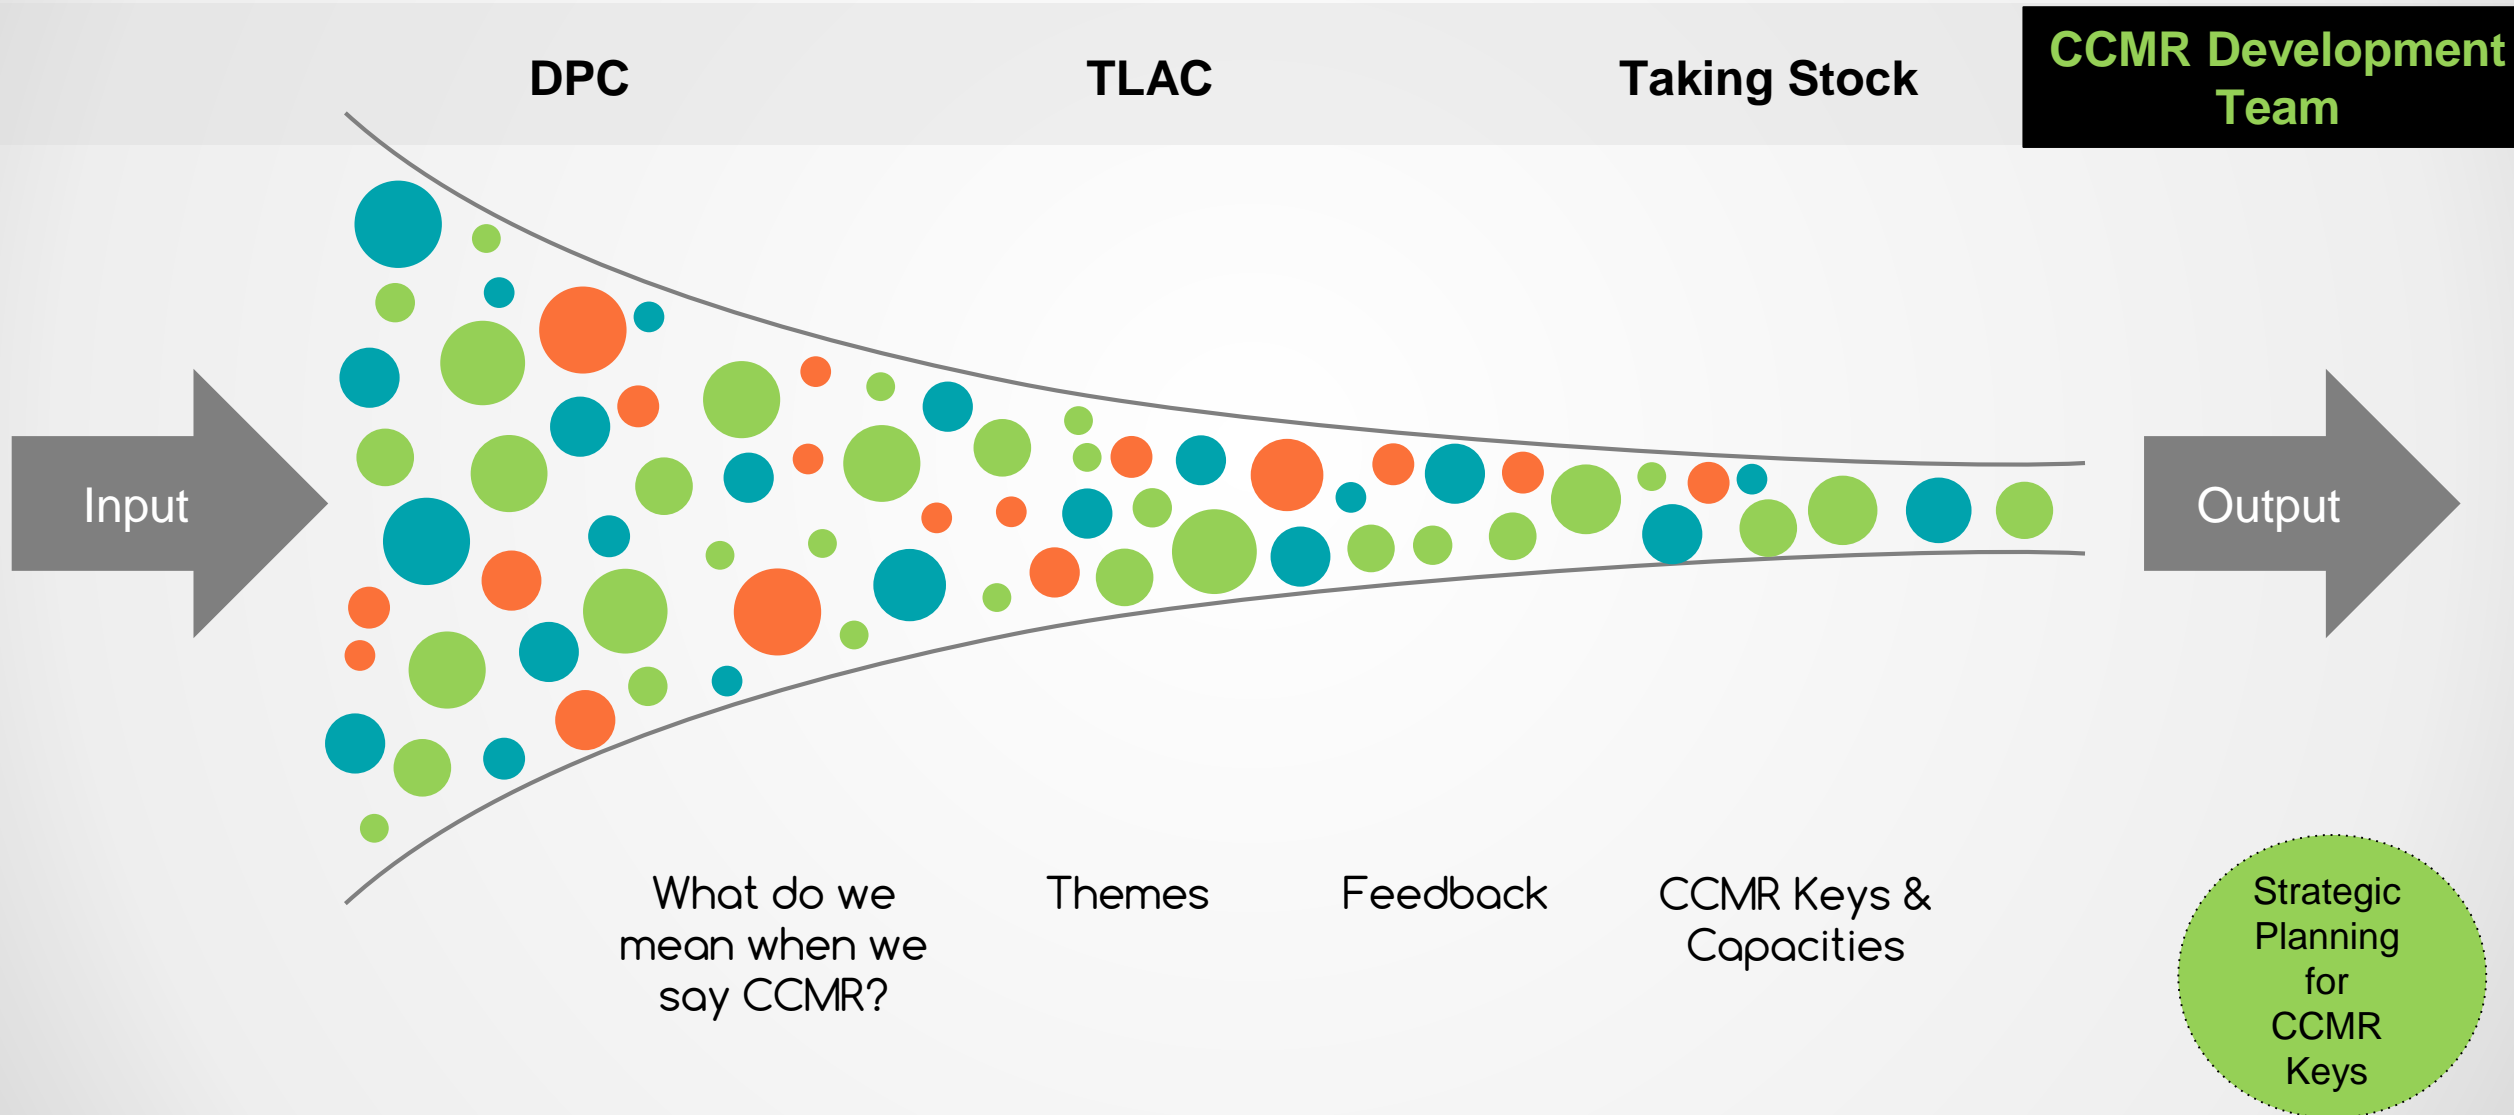 DPC
TLAC
Taking Stock
CCMR Development
Team
Input
Output
What do we
mean when we
say CCMR?
Themes
Feedback
CCMR Keys &
Capacities
Strategic
Planning
for
CCMR
Keys